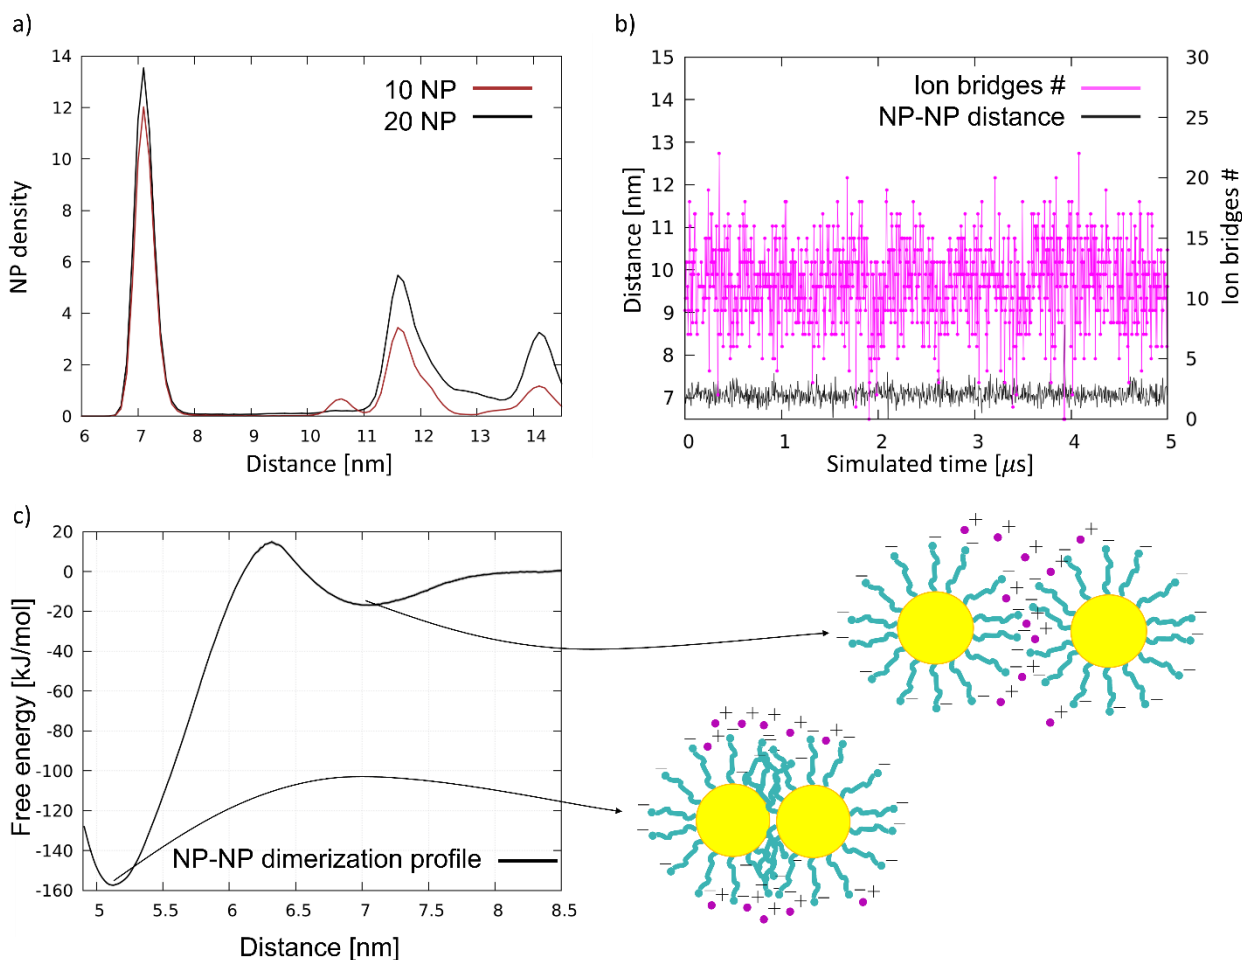 a)
14
12
10
8
6
4
2
0
NP density
10 NP
20 NP
6 7 8 9 10 11 12 13 14
Distance [nm]
b)
15
14
13
12
11
10
9
8
7
Distance [nm]
Ion bridges #
NP-NP distance
30
25
20
15
10
5
0
Ion bridges #
0 1 2 3 4 5
Simulated time [μs]
c)
20
0
-20
-40
-60
-80
-100
-120
-140
-160
Free energy [kJ/mol]
NP-NP dimerization profile
5 5.5 6 6.5 7 7.5 8 8.5
Distance [nm]